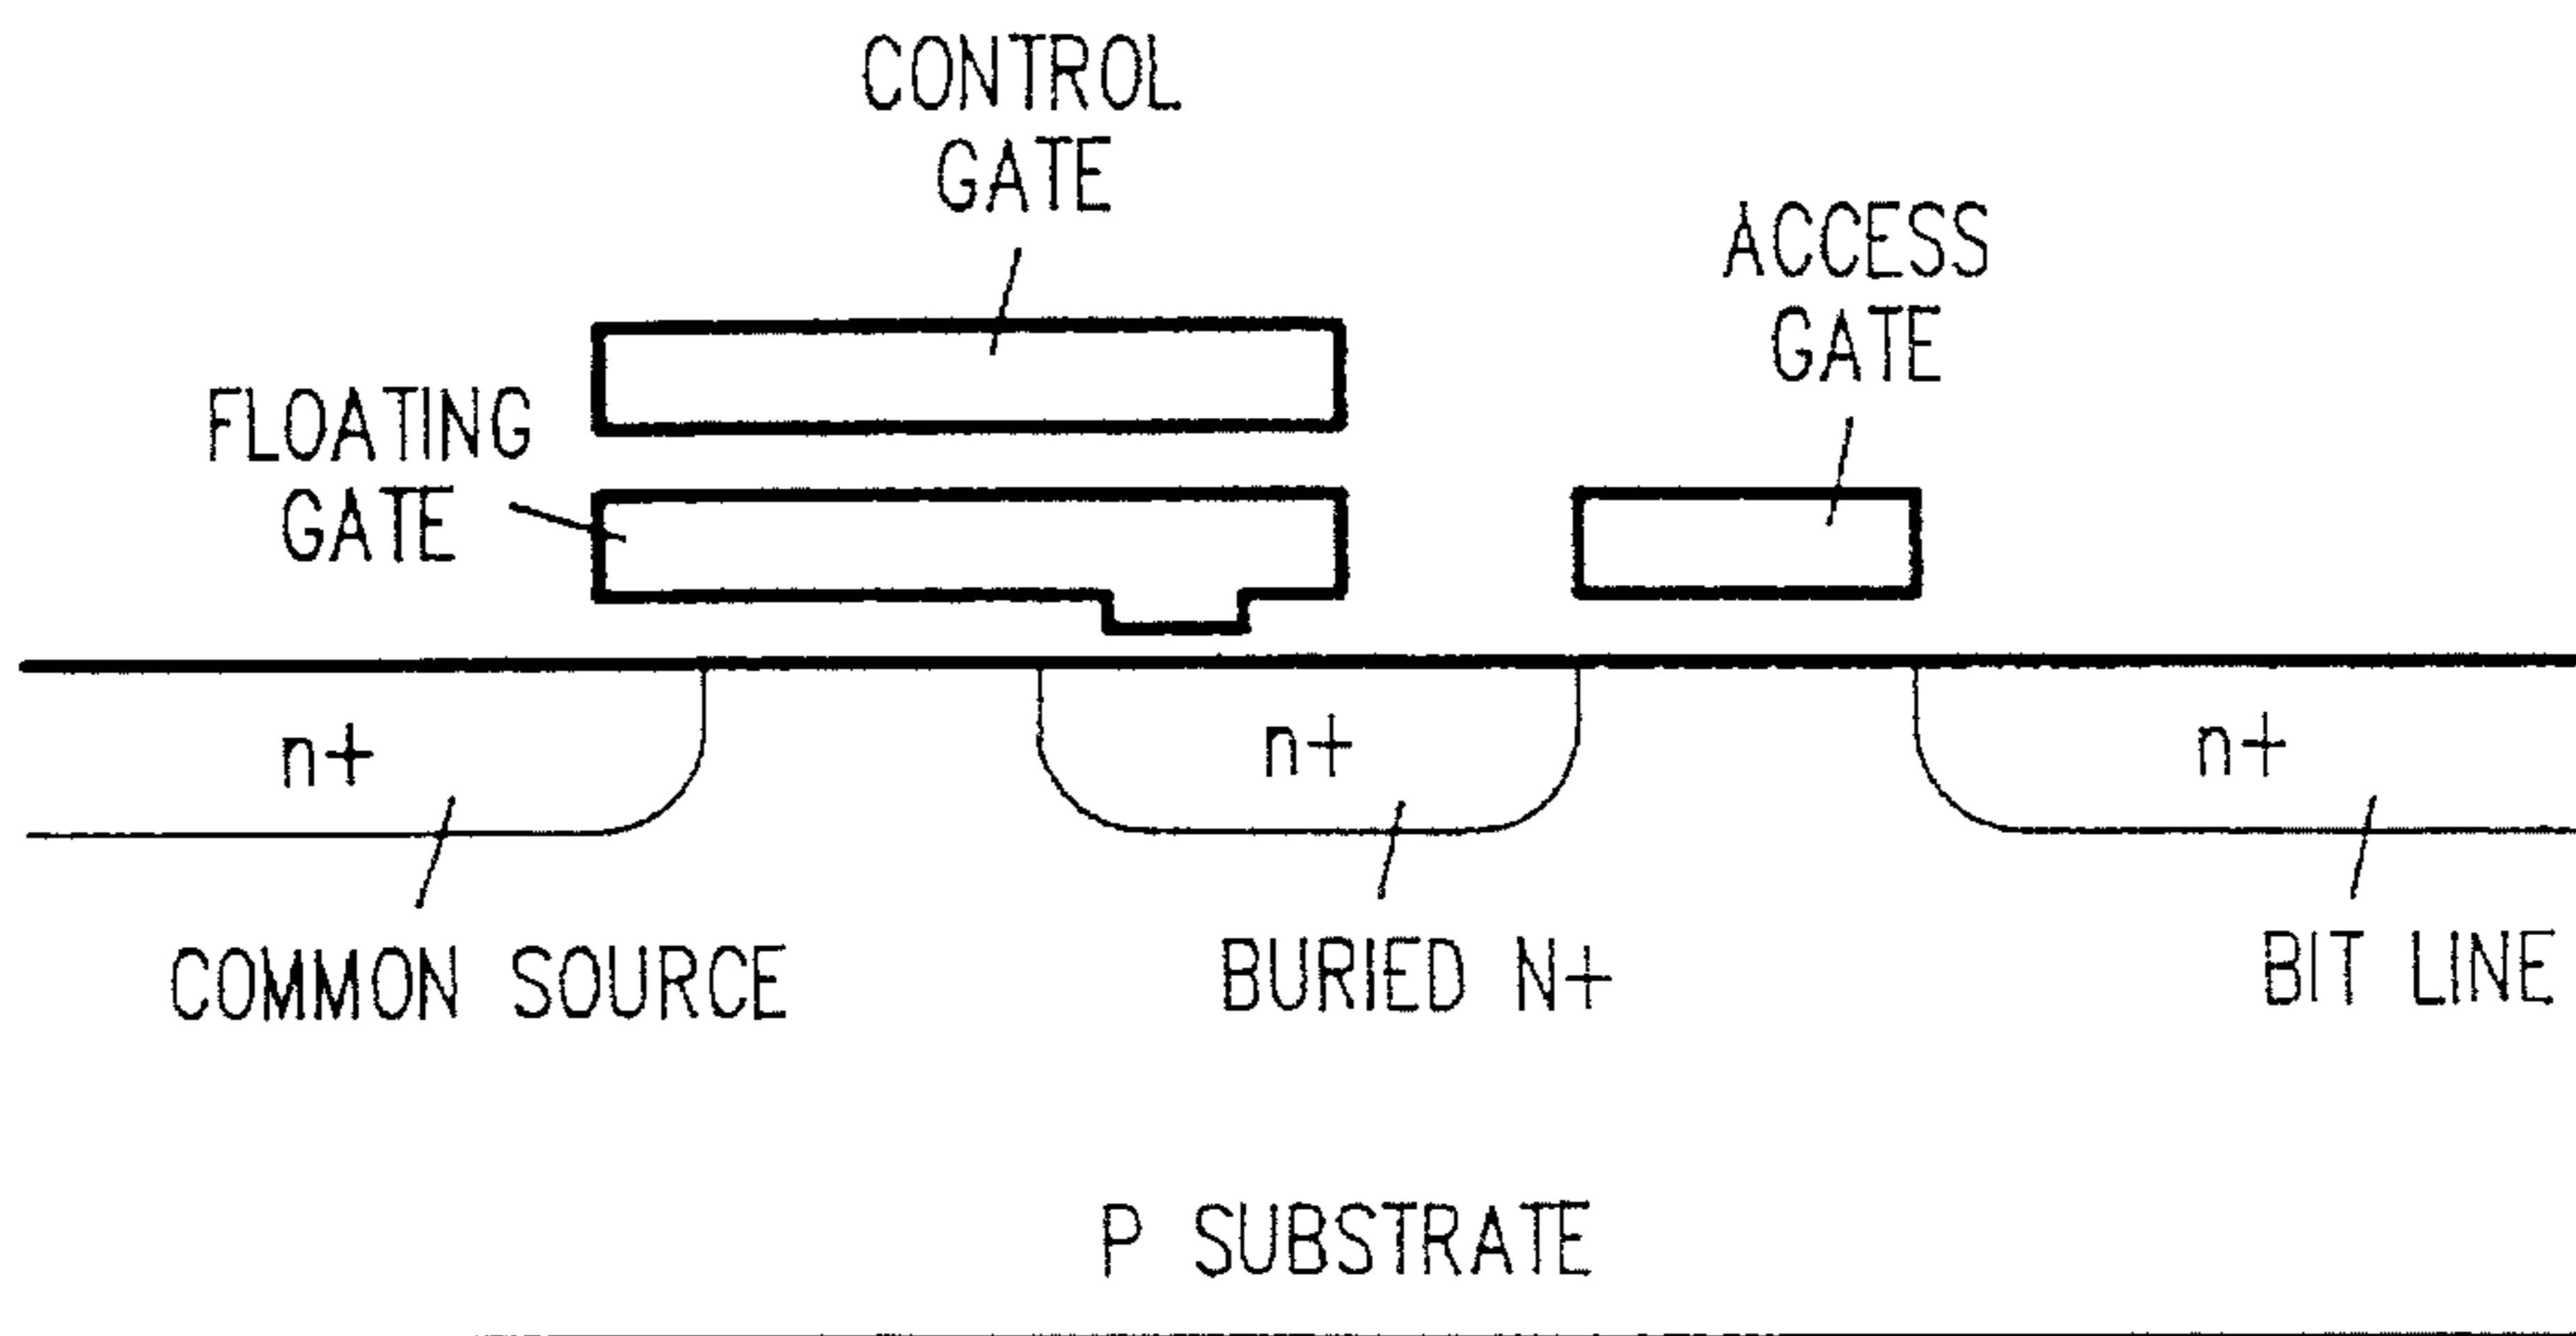 CONTROL
GATE
ACCESS
GATE
FLOATING
GATE
n+
n+
n+
COMMON SOURCE
BURIED N+
BIT LINE
P SUBSTRATE